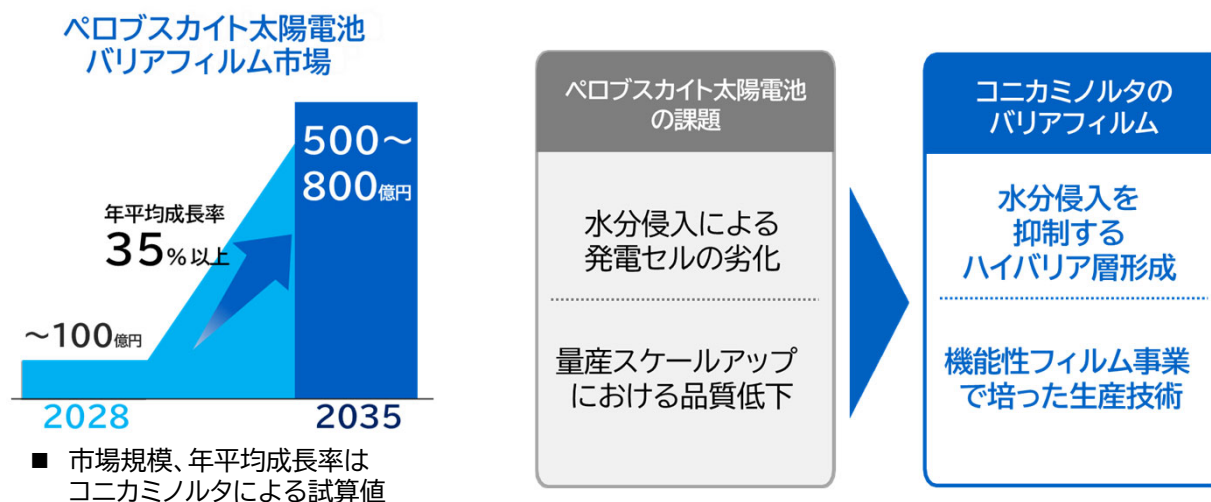 ペロブスカイト太陽電池
バリアフィルム市場
500～
800億円
年平均成長率
35%以上
～100億円
2028
2035
■ 市場規模、年平均成長率は
コニカミノルタによる試算値
ペロブスカイト太陽電池
の課題
水分侵入による
発電セルの劣化
量産スケールアップ
における品質低下
コニカミノルタの
バリアフィルム
水分侵入を
抑制する
ハイバリア層形成
機能性フィルム事業
で培った生産技術